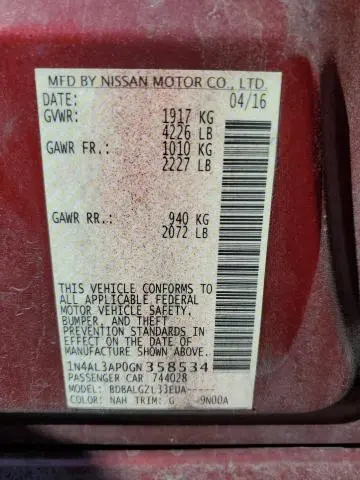 MFD BY NISSAN MOTOR CO., LTD.
DATE: 04/16
GVWR: 1917 KG
4226 LB
GAWR FR.: 1010 KG
2227 LB
GAWR RR.: 940 KG
2072 LB
THIS VEHICLE CONFORMS TO
ALL APPLICABLE FEDERAL
MOTOR VEHICLE SAFETY,
BUMPER, AND THEFT
PREVENTION STANDARDS IN
EFFECT ON THE DATE OF
MANUFACTURE SHOWN ABOVE.
1N4AL3AP0GN358534
PASSENGER CAR 744028
MODEL: BDBALGZL33EUA-----
COLOR: NAH TRIM: G 9N00A